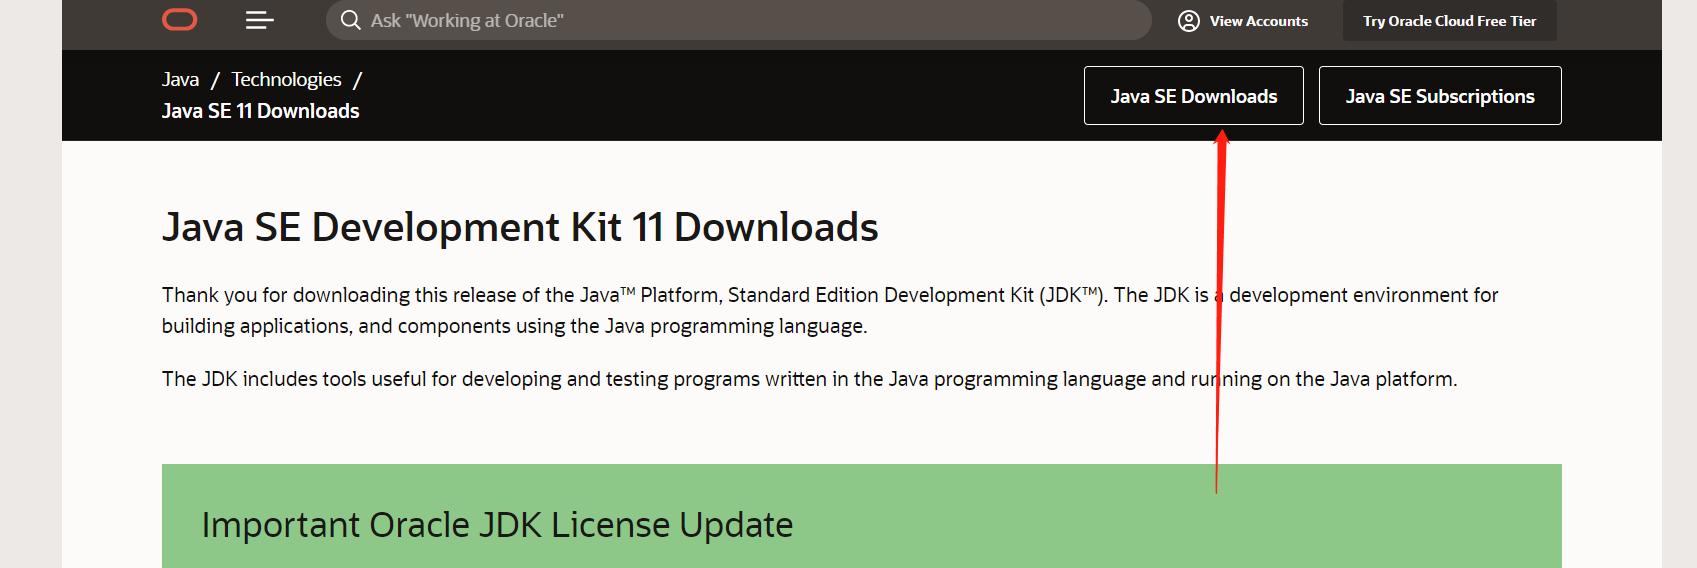 Ask "Working at Oracle"
View Accounts
Try Oracle Cloud Free Tier
Java / Technologies /
Java SE 11 Downloads
Java SE Downloads
Java SE Subscriptions
Java SE Development Kit 11 Downloads
Thank you for downloading this release of the Java™ Platform, Standard Edition Development Kit (JDK™). The JDK is a development environment for
building applications, and components using the Java programming language.
The JDK includes tools useful for developing and testing programs written in the Java programming language and running on the Java platform.
Important Oracle JDK License Update